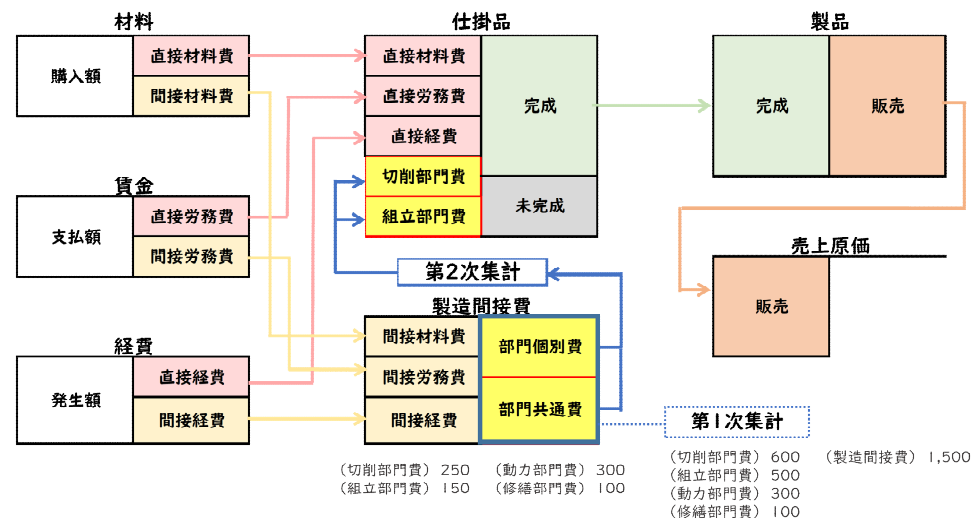 材料
購入額
直接材料費
間接材料費
賃金
支払額
直接労務費
間接労務費
経費
発生額
直接経費
間接経費
仕掛品
直接材料費
直接労務費
直接経費
切削部門費
組立部門費
完成
未完成
第2次集計
製造間接費
間接材料費
間接労務費
間接経費
部門個別費
部門共通費
(切削部門費) 250 (動力部門費) 300
(組立部門費) 150 (修繕部門費) 100
製品
完成
販売
売上原価
販売
第1次集計
(切削部門費) 600 (製造間接費) 1,500
(組立部門費) 500
(動力部門費) 300
(修繕部門費) 100